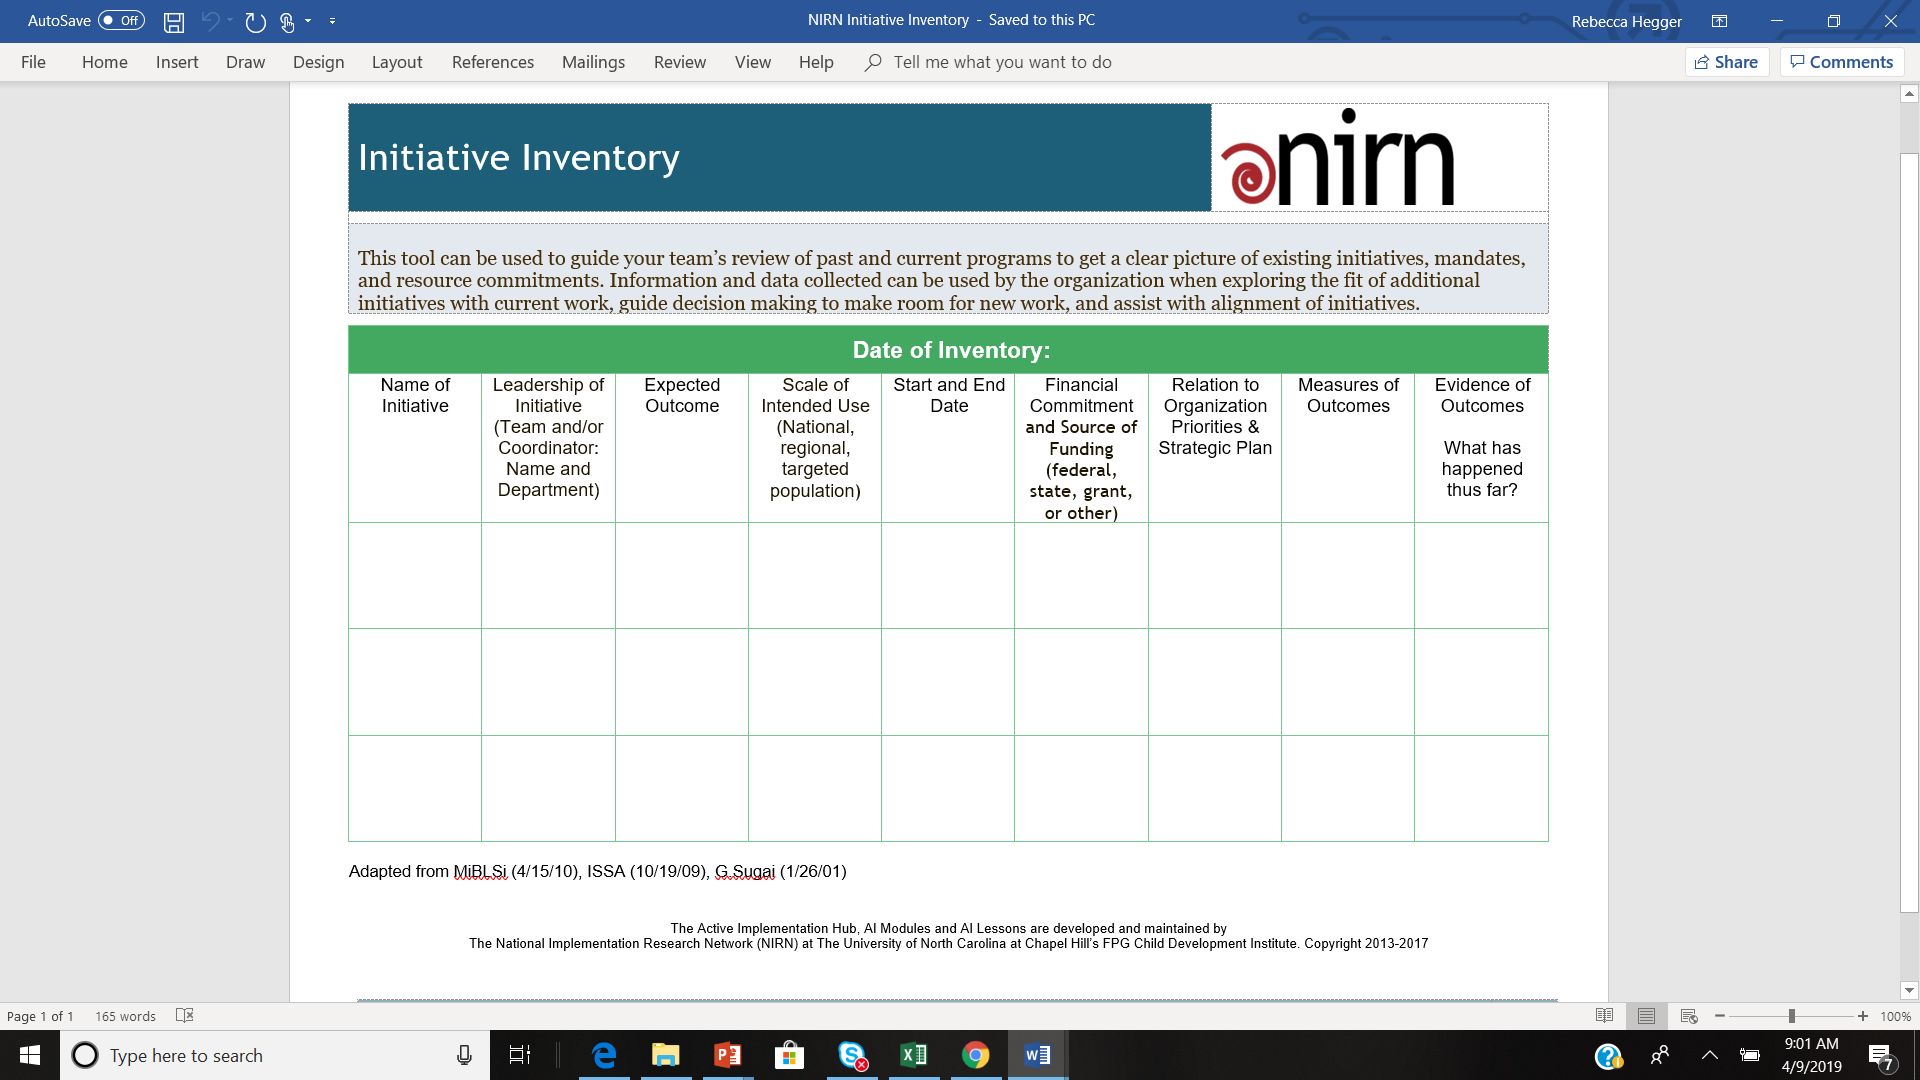 AutoSave Off
NIRN Initiative Inventory - Saved to this PC
Rebecca Hegger
File Home Insert Draw Design Layout References Mailings Review View Help Tell me what you want to do
Share Comments
Initiative Inventory
nirn
This tool can be used to guide your team’s review of past and current programs to get a clear picture of existing initiatives, mandates,
and resource commitments. Information and data collected can be used by the organization when exploring the fit of additional
initiatives with current work, guide decision making to make room for new work, and assist with alignment of initiatives.
Date of Inventory:
Name of
Initiative
Leadership of
Initiative
(Team and/or
Coordinator:
Name and
Department)
Expected
Outcome
Scale of
Intended Use
(National,
regional,
targeted
population)
Start and End
Date
Financial
Commitment
and Source of
Funding
(federal,
state, grant,
or other)
Relation to
Organization
Priorities &
Strategic Plan
Measures of
Outcomes
Evidence of
Outcomes
What has
happened
thus far?
Adapted from MiBLSi (4/15/10), ISSA (10/19/09), G.Sugai (1/26/01)
The Active Implementation Hub, AI Modules and AI Lessons are developed and maintained by
The National Implementation Research Network (NIRN) at The University of North Carolina at Chapel Hill’s FPG Child Development Institute. Copyright 2013-2017
Page 1 of 1 165 words
100%
Type here to search
9:01 AM
4/9/2019
7